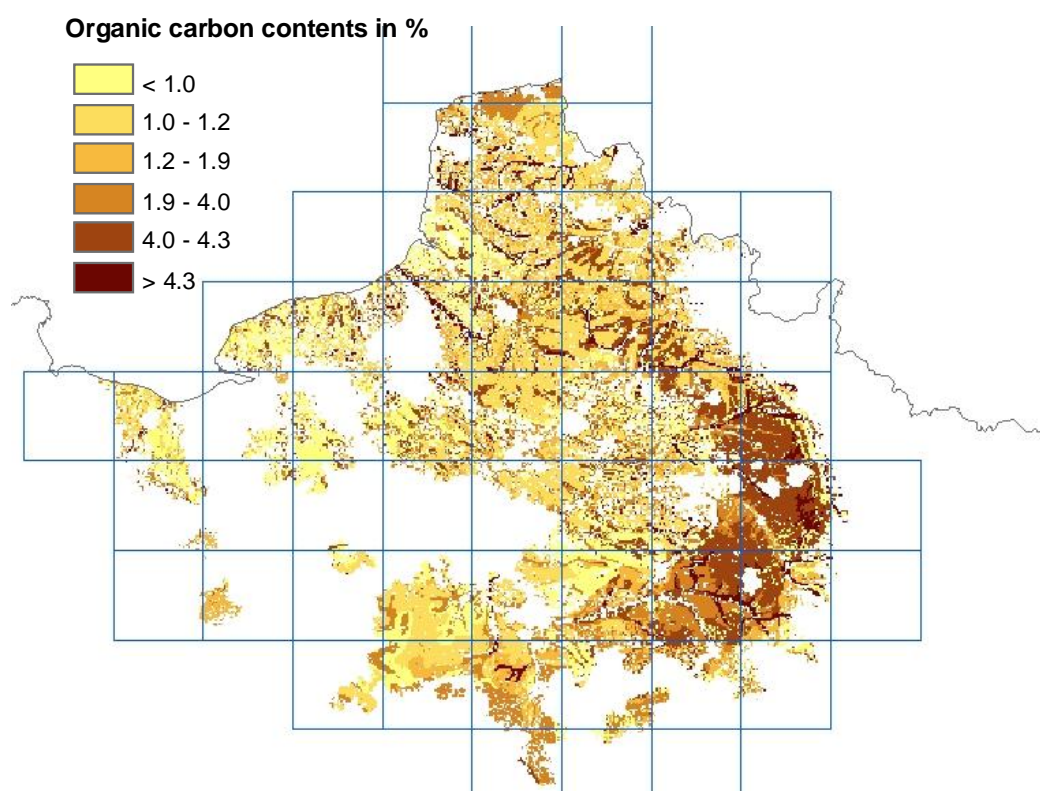 Organic carbon contents in %
< 1.0
1.0 - 1.2
1.2 - 1.9
1.9 - 4.0
4.0 - 4.3
> 4.3